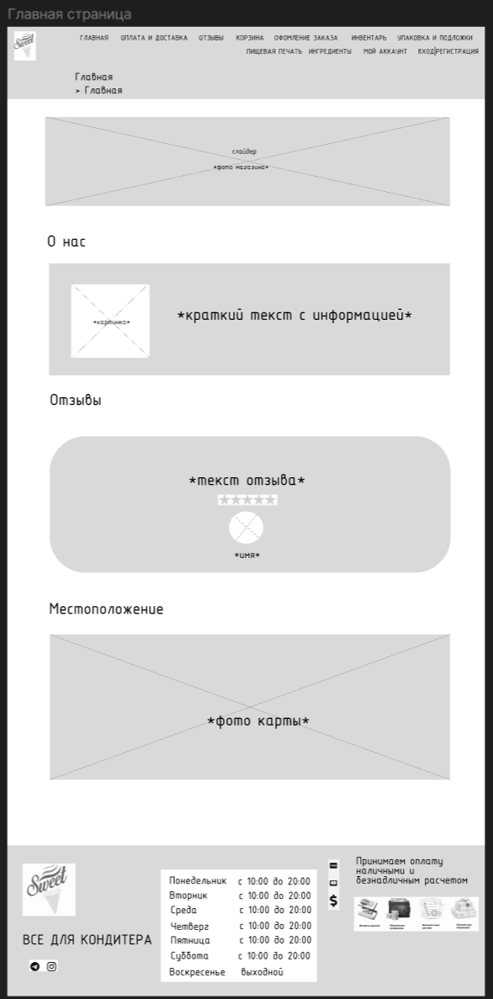 Главная страница
Sweet
ГЛАВНАЯ ОПЛАТА И ДОСТАВКА ОТЗЫВЫ КОРЗИНА ОФОМЛЕНИЕ ЗАКАЗА ИНВЕНТАРЬ УПАКОВКА И ПОДЛОЖКИ
ПИЩЕВАЯ ПЕЧАТЬ ИНГРЕДИЕНТЫ МОЙ АККАУНТ ВХОД|РЕГИСТРАЦИЯ
Главная
> Главная
слайдер
*фото магазина*
О нас
*картинка*
*краткий текст с информацией*
Отзывы
*текст отзыва*
*имя*
Местоположение
*фото карты*
Sweet
ВСЕ ДЛЯ КОНДИТЕРА
Понедельник с 10:00 до 20:00
Вторник с 10:00 до 20:00
Среда с 10:00 до 20:00
Четверг с 10:00 до 20:00
Пятница с 10:00 до 20:00
Суббота с 10:00 до 20:00
Воскресенье выходной
Принимаем оплату
наличными и
безналичным расчетом